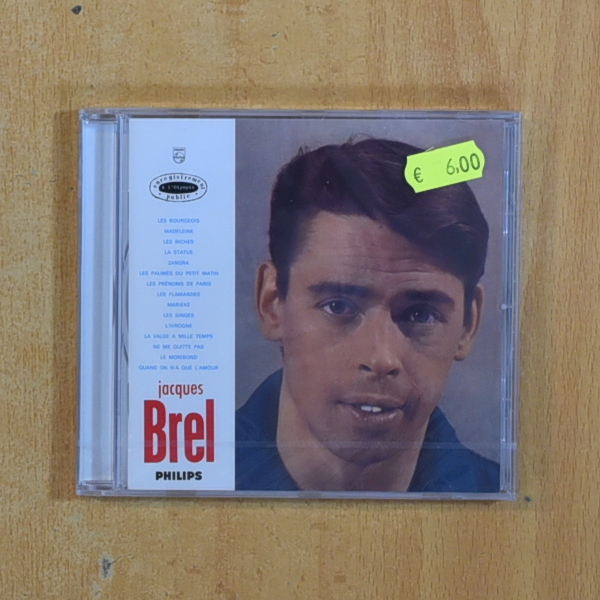 € 6,00
PHILIPS
enregistrement
à l'Olympia
public
LES BOURGEOIS
MADELEINE
LES BICHES
LA STATUE
ZANGRA
LES PAUMÉS DU PETIT MATIN
LES PRÉNOMS DE PARIS
LES FLAMANDES
MARIEKE
LES SINGES
L'IVROGNE
LA VALSE A MILLE TEMPS
NE ME QUITTE PAS
LE MORIBOND
QUAND ON N'A QUE L'AMOUR
jacques
Brel
PHILIPS